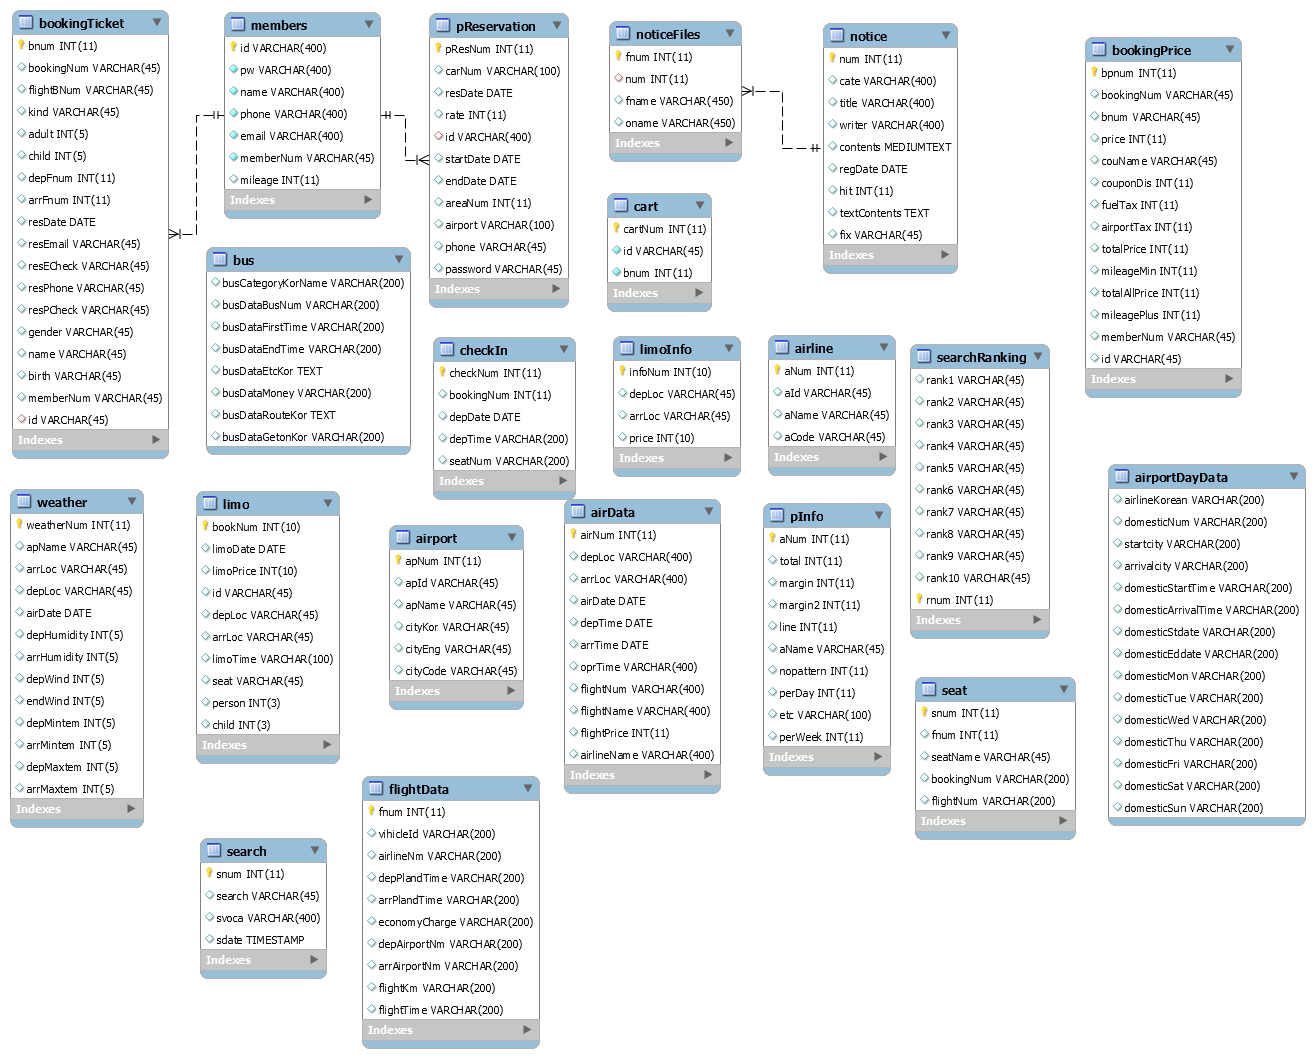 bookingTicket
bnum INT(11)
bookingNum VARCHAR(45)
flightBNum VARCHAR(45)
kind VARCHAR(45)
adult INT(5)
child INT(5)
depFnum INT(11)
arrFnum INT(11)
resDate DATE
resEmail VARCHAR(45)
resECheck VARCHAR(45)
resPhone VARCHAR(45)
resPCheck VARCHAR(45)
gender VARCHAR(45)
name VARCHAR(45)
birth VARCHAR(45)
memberNum VARCHAR(45)
id VARCHAR(45)
Indexes
members
id VARCHAR(400)
pw VARCHAR(400)
name VARCHAR(400)
phone VARCHAR(400)
email VARCHAR(400)
memberNum VARCHAR(45)
mileage INT(11)
Indexes
pReservation
pResNum INT(11)
carNum VARCHAR(100)
resDate DATE
rate INT(11)
id VARCHAR(400)
startDate DATE
endDate DATE
areaNum INT(11)
airport VARCHAR(100)
phone VARCHAR(45)
password VARCHAR(45)
Indexes
noticeFiles
fnum INT(11)
num INT(11)
fname VARCHAR(450)
oname VARCHAR(450)
Indexes
notice
num INT(11)
cate VARCHAR(400)
title VARCHAR(400)
writer VARCHAR(400)
contents MEDIUMTEXT
regDate DATE
hit INT(11)
textContents TEXT
fix VARCHAR(45)
Indexes
bookingPrice
bpnum INT(11)
bookingNum VARCHAR(45)
bnum VARCHAR(45)
price INT(11)
couName VARCHAR(45)
couponDis INT(11)
fuelTax INT(11)
airportTax INT(11)
totalPrice INT(11)
mileageMin INT(11)
totalAllPrice INT(11)
mileagePlus INT(11)
memberNum VARCHAR(45)
id VARCHAR(45)
Indexes
cart
cartNum INT(11)
id VARCHAR(45)
bnum INT(11)
Indexes
bus
busCategoryKorName VARCHAR(200)
busDataBusNum VARCHAR(200)
busDataFirstTime VARCHAR(200)
busDataEndTime VARCHAR(200)
busDataEtcKor TEXT
busDataMoney VARCHAR(200)
busDataRouteKor TEXT
busDataGetonKor VARCHAR(200)
checkIn
checkNum INT(11)
bookingNum INT(11)
depDate DATE
depTime VARCHAR(200)
seatNum VARCHAR(200)
Indexes
limoInfo
infoNum INT(10)
depLoc VARCHAR(45)
arrLoc VARCHAR(45)
price INT(10)
Indexes
airline
aNum INT(11)
aId VARCHAR(45)
aName VARCHAR(45)
aCode VARCHAR(45)
Indexes
searchRanking
rank1 VARCHAR(45)
rank2 VARCHAR(45)
rank3 VARCHAR(45)
rank4 VARCHAR(45)
rank5 VARCHAR(45)
rank6 VARCHAR(45)
rank7 VARCHAR(45)
rank8 VARCHAR(45)
rank9 VARCHAR(45)
rank10 VARCHAR(45)
rnum INT(11)
Indexes
airportDayData
airlineKorean VARCHAR(200)
domesticNum VARCHAR(200)
startcity VARCHAR(200)
arrivalcity VARCHAR(200)
domesticStartTime VARCHAR(200)
domesticArrivalTime VARCHAR(200)
domesticStdate VARCHAR(200)
domesticEddate VARCHAR(200)
domesticMon VARCHAR(200)
domesticTue VARCHAR(200)
domesticWed VARCHAR(200)
domesticThu VARCHAR(200)
domesticFri VARCHAR(200)
domesticSat VARCHAR(200)
domesticSun VARCHAR(200)
weather
weatherNum INT(11)
apName VARCHAR(45)
arrLoc VARCHAR(45)
depLoc VARCHAR(45)
airDate DATE
depHumidity INT(5)
arrHumidity INT(5)
depWind INT(5)
endWind INT(5)
depMintem INT(5)
arrMintem INT(5)
depMaxtem INT(5)
arrMaxtem INT(5)
Indexes
limo
bookNum INT(10)
limoDate DATE
limoPrice INT(10)
id VARCHAR(45)
depLoc VARCHAR(45)
arrLoc VARCHAR(45)
limoTime VARCHAR(100)
seat VARCHAR(45)
person INT(3)
child INT(3)
Indexes
airport
apNum INT(11)
apId VARCHAR(45)
apName VARCHAR(45)
cityKor VARCHAR(45)
cityEng VARCHAR(45)
cityCode VARCHAR(45)
Indexes
airData
airNum INT(11)
depLoc VARCHAR(400)
arrLoc VARCHAR(400)
airDate DATE
depTime DATE
arrTime DATE
oprTime VARCHAR(400)
flightNum VARCHAR(400)
flightName VARCHAR(400)
flightPrice INT(11)
airlineName VARCHAR(400)
Indexes
pInfo
aNum INT(11)
total INT(11)
margin INT(11)
margin2 INT(11)
line INT(11)
aName VARCHAR(45)
nopattern INT(11)
perDay INT(11)
etc VARCHAR(100)
perWeek INT(11)
Indexes
seat
snum INT(11)
fnum INT(11)
seatName VARCHAR(45)
bookingNum VARCHAR(200)
flightNum VARCHAR(200)
Indexes
flightData
fnum INT(11)
vihicleId VARCHAR(200)
airlineNm VARCHAR(200)
depPlandTime VARCHAR(200)
arrPlandTime VARCHAR(200)
economyCharge VARCHAR(200)
depAirportNm VARCHAR(200)
arrAirportNm VARCHAR(200)
flightKm VARCHAR(200)
flightTime VARCHAR(200)
Indexes
search
snum INT(11)
search VARCHAR(45)
svoca VARCHAR(400)
sdate TIMESTAMP
Indexes